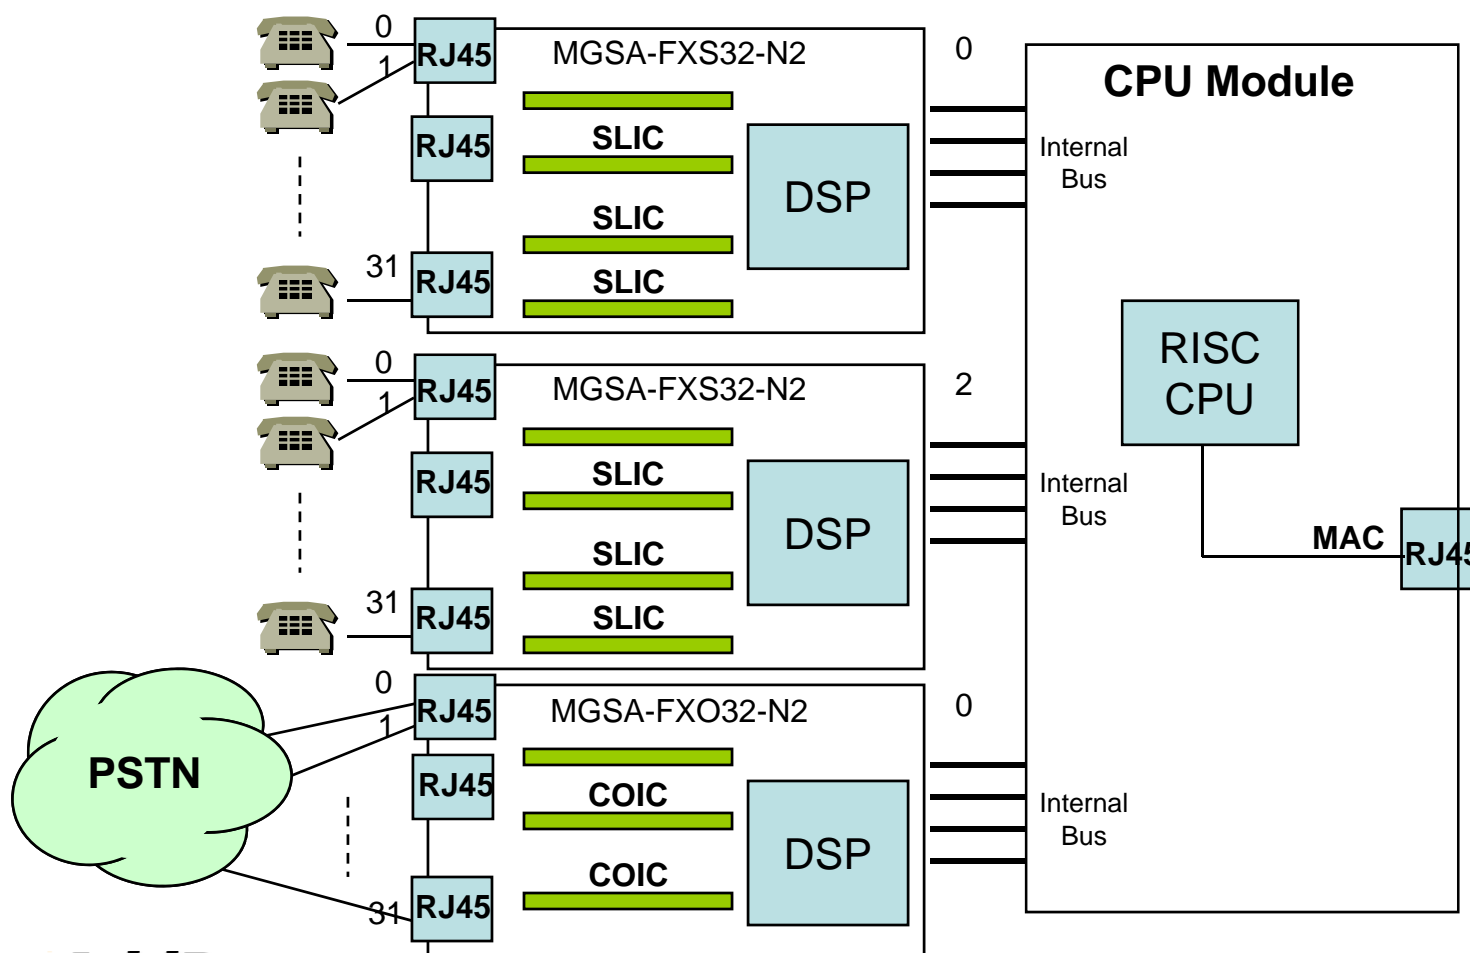 0
1
RJ45
MGSA-FXS32-N2
0
CPU Module
RJ45
SLIC
DSP
Internal
Bus
SLIC
31
RJ45
SLIC
0
1
RJ45
MGSA-FXS32-N2
2
RISC
CPU
RJ45
SLIC
DSP
Internal
Bus
SLIC
MAC
RJ45
31
RJ45
SLIC
0
1
RJ45
MGSA-FXO32-N2
0
PSTN
RJ45
COIC
DSP
Internal
Bus
COIC
31
RJ45